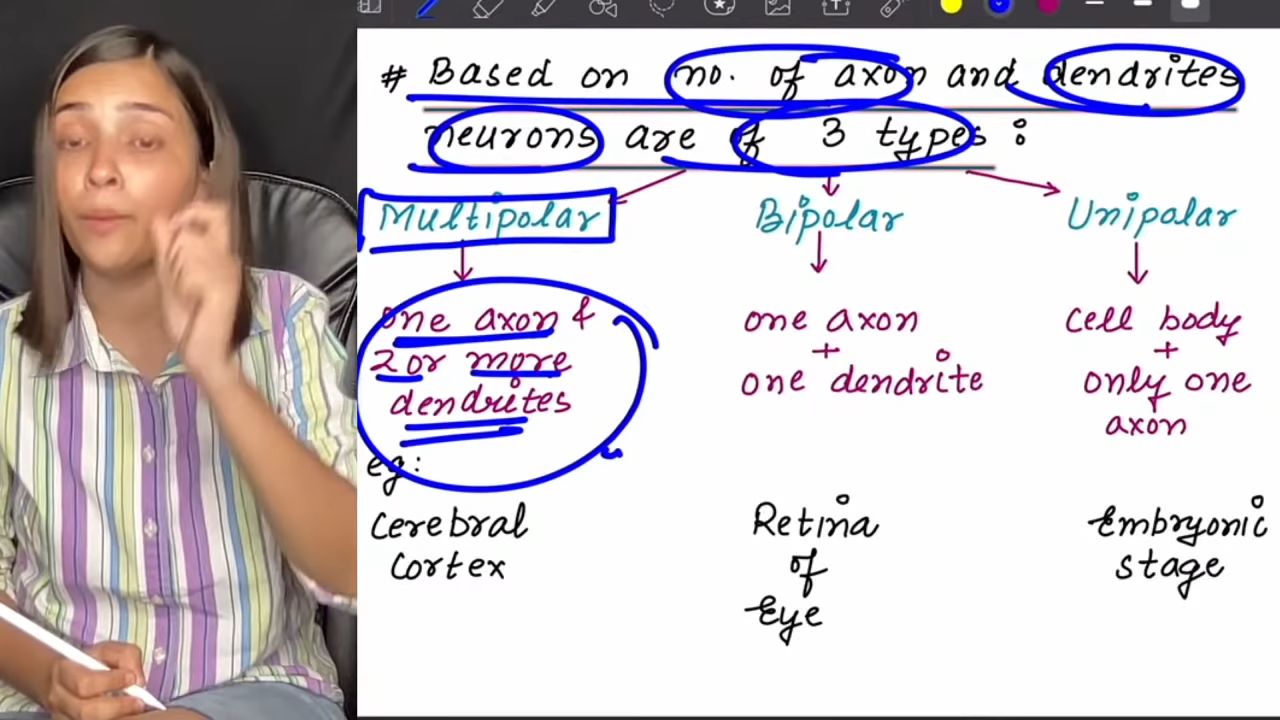 # Based on no. of axon and dendrites
neurons are of 3 types :
Multipolar
Bipolar
Unipolar
one axon &
2 or more
dendrites
eg:
Cerebral
Cortex
one axon
+
one dendrite
Retina
of
Eye
cell body
+
only one
axon
Embryonic
stage